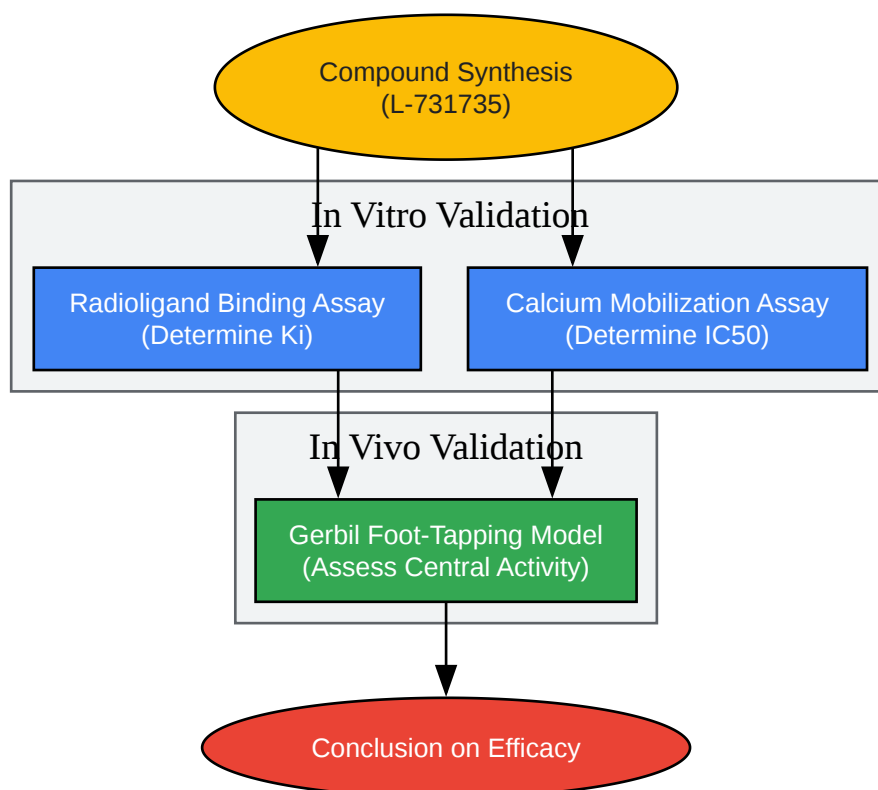 Compound Synthesis
(L-731735)
In Vitro Validation
Radioligand Binding Assay
(Determine Ki)
Calcium Mobilization Assay
(Determine IC50)
In Vivo Validation
Gerbil Foot-Tapping Model
(Assess Central Activity)
Conclusion on Efficacy